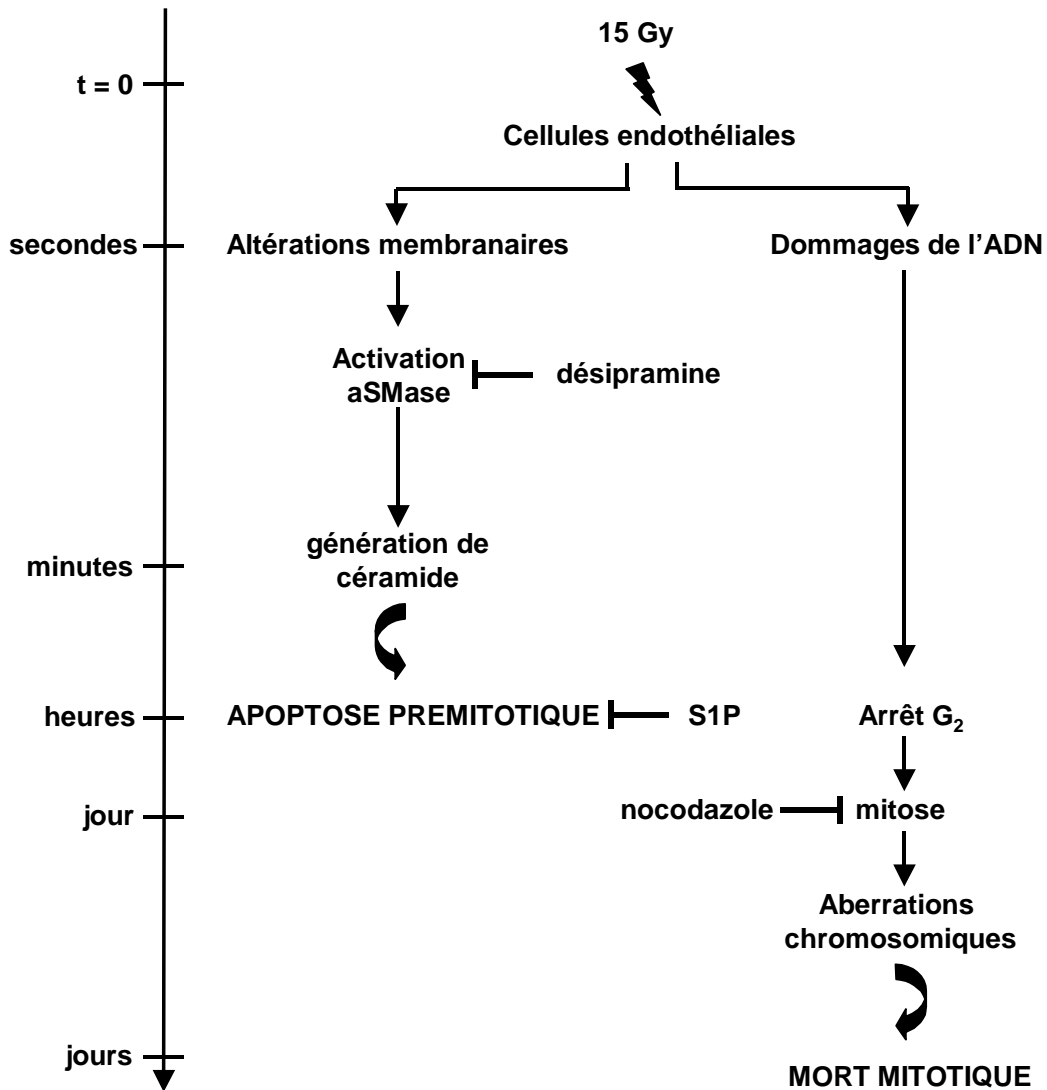 15 Gy
t = 0
Cellules endothéliales
secondes
Altérations membranaires
Dommages de l’ADN
Activation
aSMase
désipramine
génération de
céramide
minutes
heures
APOPTOSE PREMITOTIQUE
S1P
Arrêt G₂
jour
nocodazole
mitose
Aberrations
chromosomiques
jours
MORT MITOTIQUE